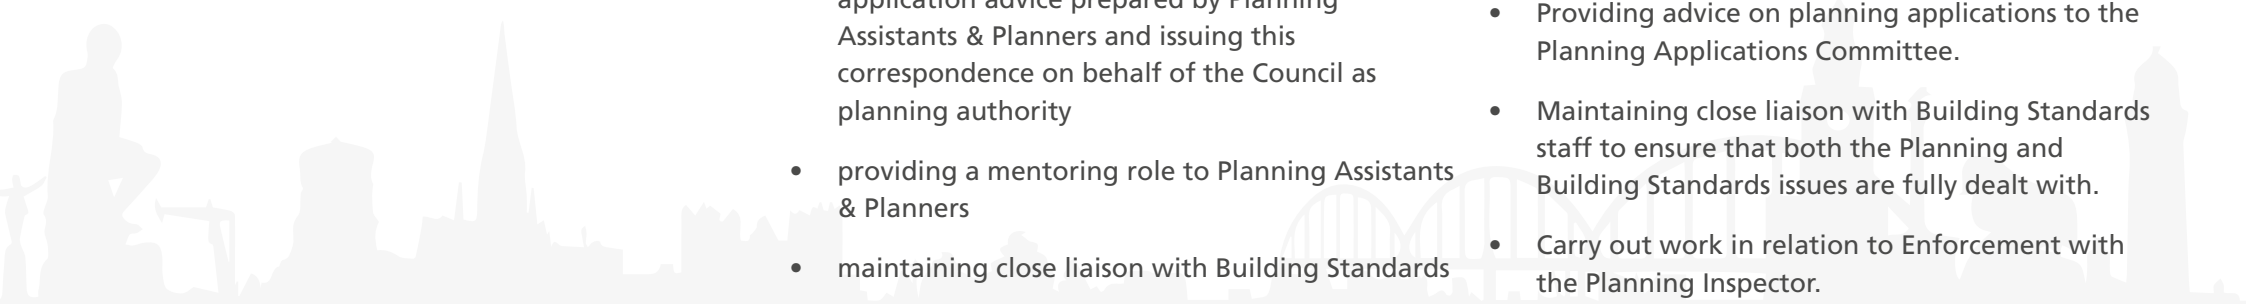 application advice prepared by Planning
Assistants & Planners and issuing this
correspondence on behalf of the Council as
planning authority
• providing a mentoring role to Planning Assistants
& Planners
• maintaining close liaison with Building Standards
• Providing advice on planning applications to the
Planning Applications Committee.
• Maintaining close liaison with Building Standards
staff to ensure that both the Planning and
Building Standards issues are fully dealt with.
• Carry out work in relation to Enforcement with
the Planning Inspector.